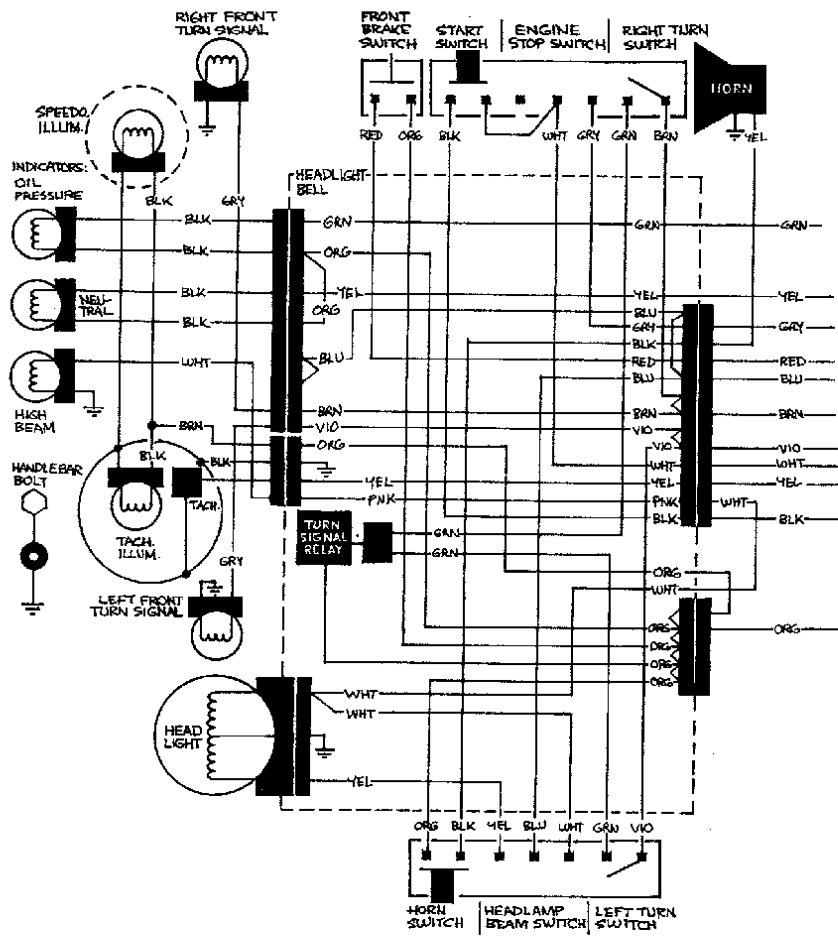 RIGHT FRONT
TURN SIGNAL
FRONT
BRAKE
SWITCH
START
SWITCH
ENGINE
STOP SWITCH
RIGHT TURN
SWITCH
HORN
SPEEDO.
ILLUM.
RED
ORG
BLK
WHT
GRY
GRN
BRN
YEL
INDICATORS:
OIL
PRESSURE
BLK
GRY
HEADLIGHT
BELL
BLK
GRN
GRN
GRN
BLK
ORG
NEU-
TRAL
BLK
YEL
YEL
YEL
ORG
BLU
BLK
GRY
GRY
BLK
WHT
BLU
RED
RED
BLU
BLU
HIGH
BEAM
BRN
BRN
BRN
BRN
VIO
VIO
ORG
VIO
VIO
BLK
BLK
WHT
WHT
HANDLEBAR
BOLT
YEL
YEL
YEL
TACH.
PNK
PNK
WHT
BLK
BLK
TACH.
ILLUM.
TURN
SIGNAL
RELAY
GRN
GRN
GRY
ORG
WHT
LEFT FRONT
TURN SIGNAL
ORG
ORG
ORG
ORG
ORG
HEAD
LIGHT
WHT
WHT
YEL
ORG
BLK
YEL
BLU
WHT
GRN
VIO
HORN
SWITCH
HEADLAMP
BEAM SWITCH
LEFT TURN
SWITCH